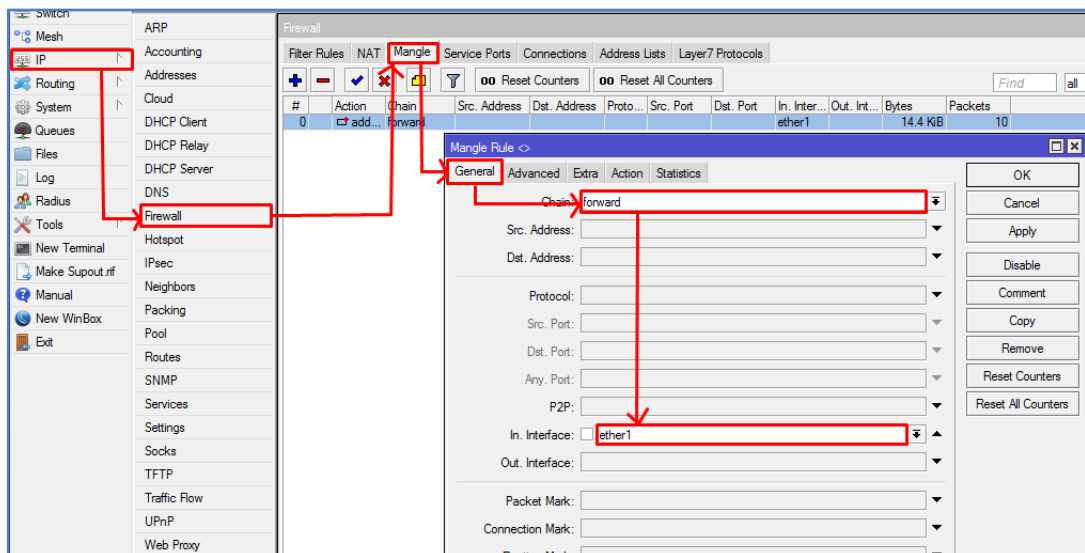 Switch
Mesh
IP
Routing
System
Queues
Files
Log
Radius
Tools
New Terminal
Make Supout.rif
Manual
New WinBox
Exit
ARP
Accounting
Addresses
Cloud
DHCP Client
DHCP Relay
DHCP Server
DNS
Firewall
Hotspot
IPsec
Neighbors
Packing
Pool
Routes
SNMP
Services
Settings
Socks
TFTP
Traffic Flow
UPnP
Web Proxy
Firewall
Filter Rules NAT Mangle Service Ports Connections Address Lists Layer7 Protocols
00 Reset Counters 00 Reset All Counters Find all
# Action Chain Src. Address Dst. Address Proto... Src. Port Dst. Port In. Inter... Out. Int... Bytes Packets
0 add... forward ether1 14.4 KiB 10
Mangle Rule <>
General Advanced Extra Action Statistics
Chain: forward
Src. Address:
Dst. Address:
Protocol:
Src. Port:
Dst. Port:
Any. Port:
P2P:
In. Interface: ether1
Out. Interface:
Packet Mark:
Connection Mark:
OK
Cancel
Apply
Disable
Comment
Copy
Remove
Reset Counters
Reset All Counters